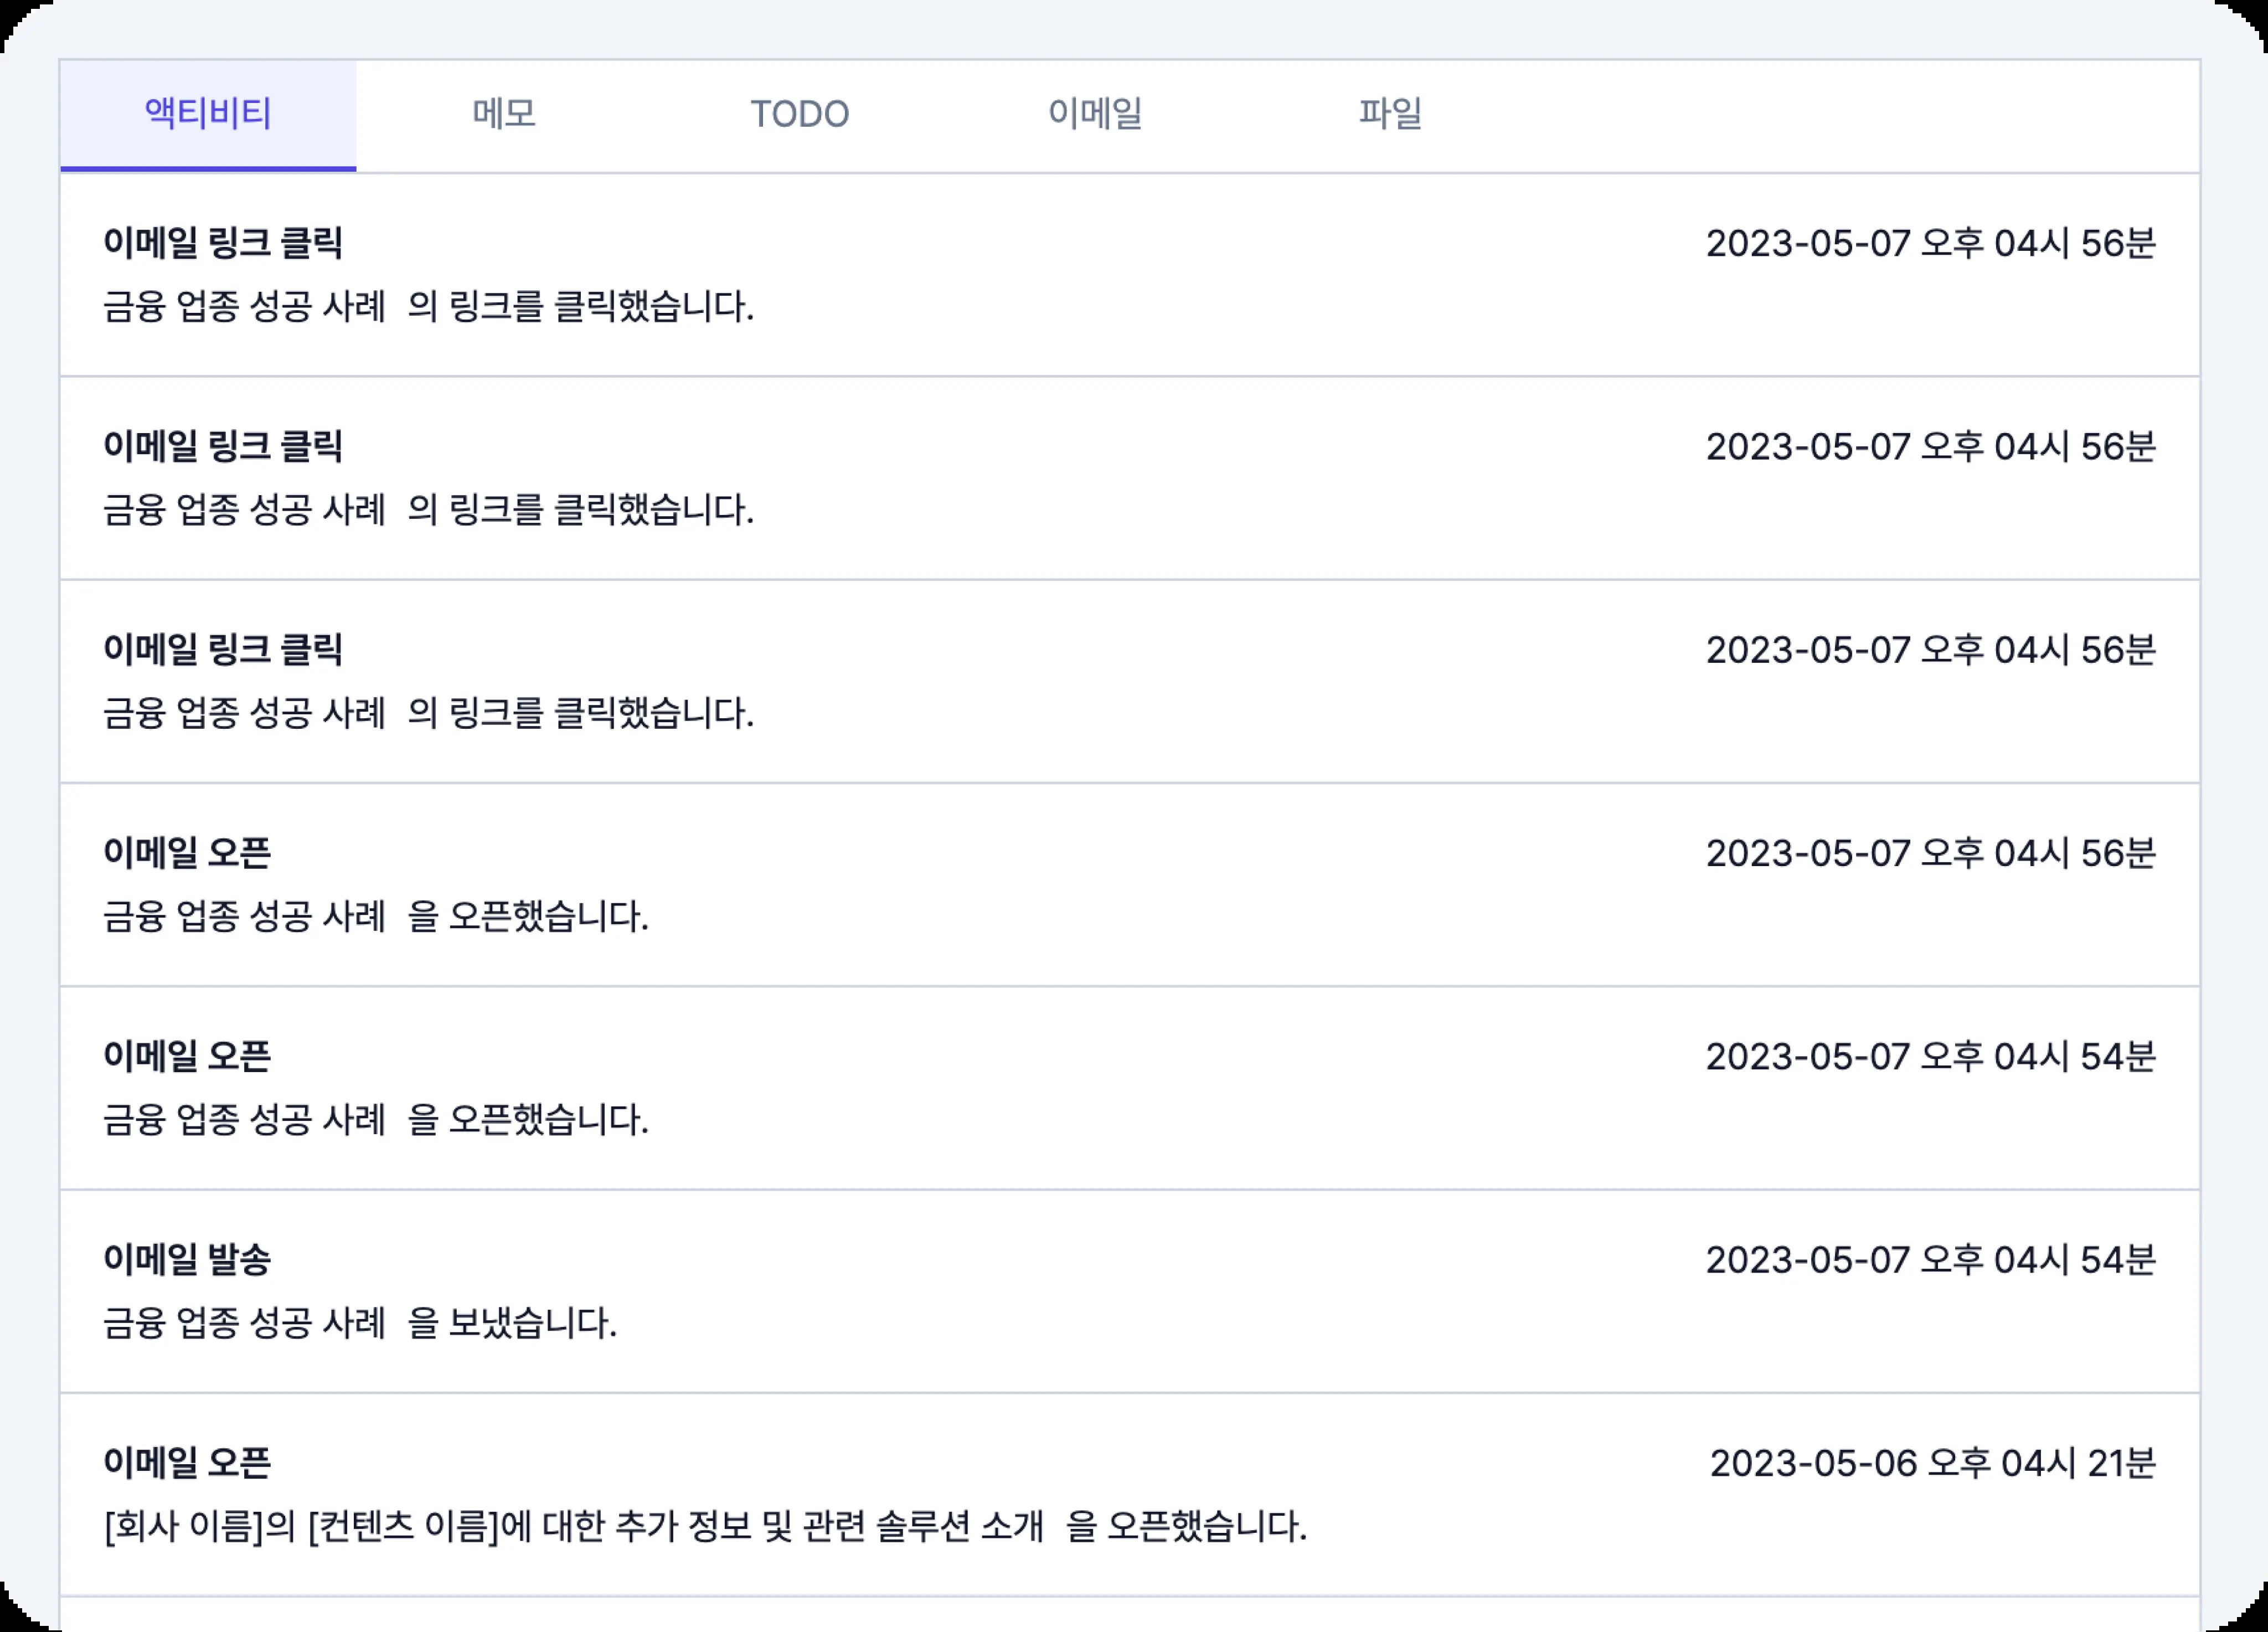 액티비티 메모 TODO 이메일 파일
이메일 링크 클릭 2023-05-07 오후 04시 56분
금융 업종 성공 사례 의 링크를 클릭했습니다.
이메일 링크 클릭 2023-05-07 오후 04시 56분
금융 업종 성공 사례 의 링크를 클릭했습니다.
이메일 링크 클릭 2023-05-07 오후 04시 56분
금융 업종 성공 사례 의 링크를 클릭했습니다.
이메일 오픈 2023-05-07 오후 04시 56분
금융 업종 성공 사례 을 오픈했습니다.
이메일 오픈 2023-05-07 오후 04시 54분
금융 업종 성공 사례 을 오픈했습니다.
이메일 발송 2023-05-07 오후 04시 54분
금융 업종 성공 사례 을 보냈습니다.
이메일 오픈 2023-05-06 오후 04시 21분
[회사 이름]의 [컨텐츠 이름]에 대한 추가 정보 및 관련 솔루션 소개 을 오픈했습니다.